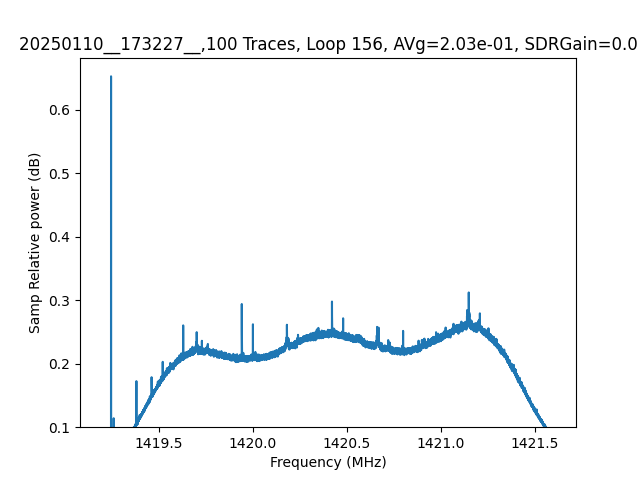 20250110__173227__,100 Traces, Loop 156, AVg=2.03e-01, SDRGain=0.0
Samp Relative power (dB)
0.6
0.5
0.4
0.3
0.2
0.1
1419.5 1420.0 1420.5 1421.0 1421.5
Frequency (MHz)